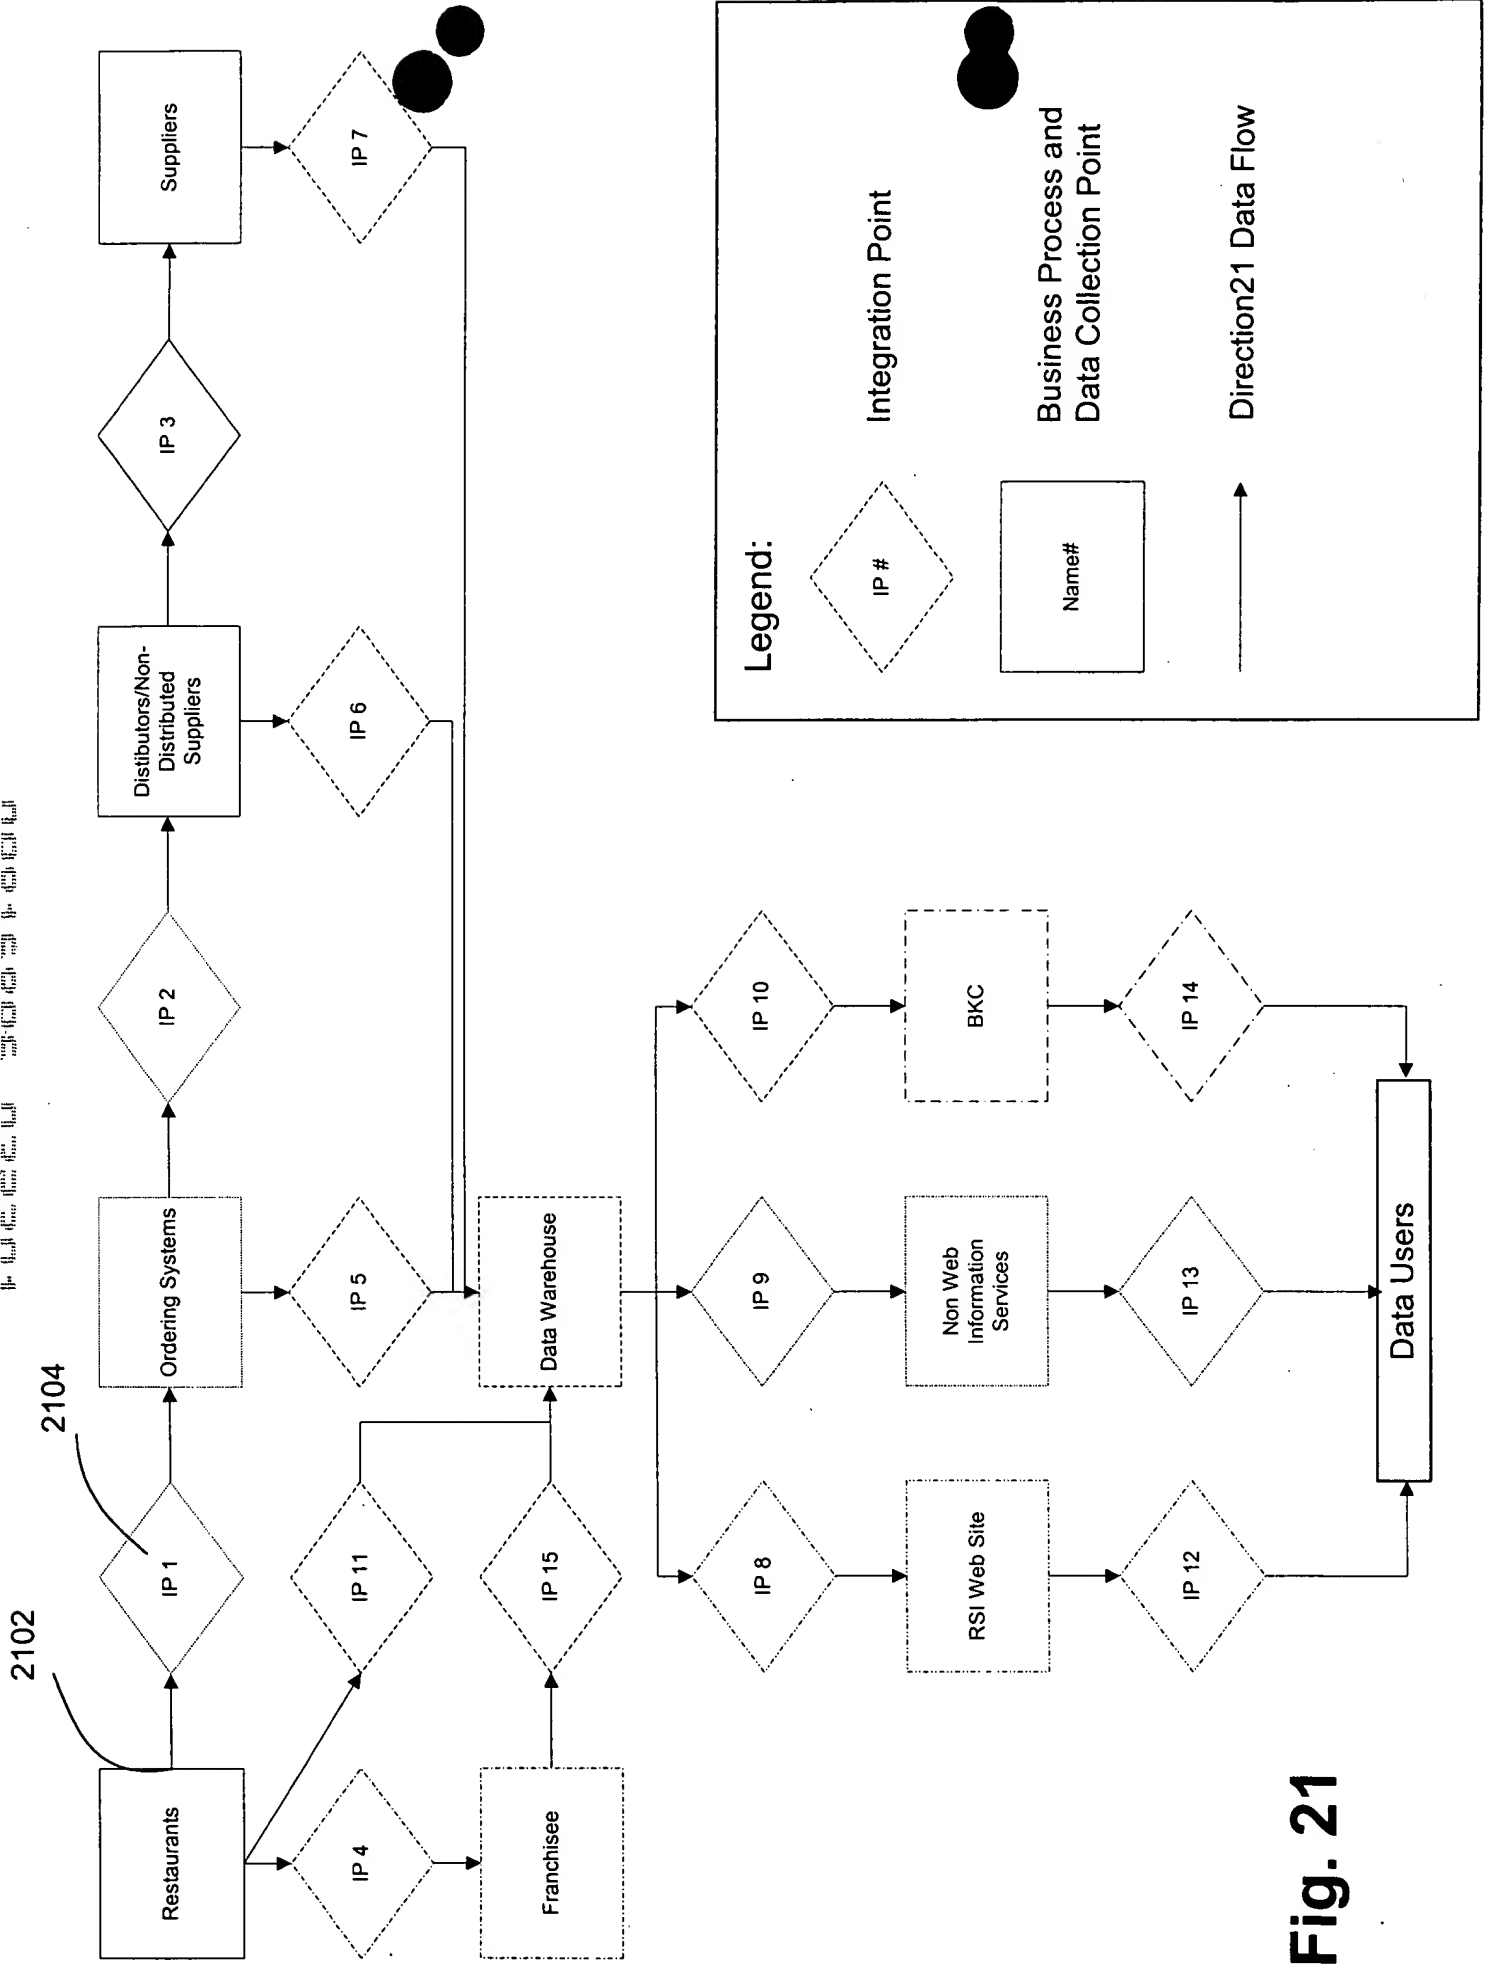 2102
2104
Restaurants
IP 1
Ordering Systems
IP 2
Distibutors/Non-
Distributed
Suppliers
IP 3
Suppliers
IP 4
IP 11
IP 5
IP 6
IP 7
Franchisee
IP 15
Data Warehouse
IP 8
IP 9
IP 10
RSI Web Site
Non Web
Information
Services
BKC
IP 12
IP 13
IP 14
Data Users
Legend:
IP #
Integration Point
Name#
Business Process and
Data Collection Point
Direction21 Data Flow
Fig. 21